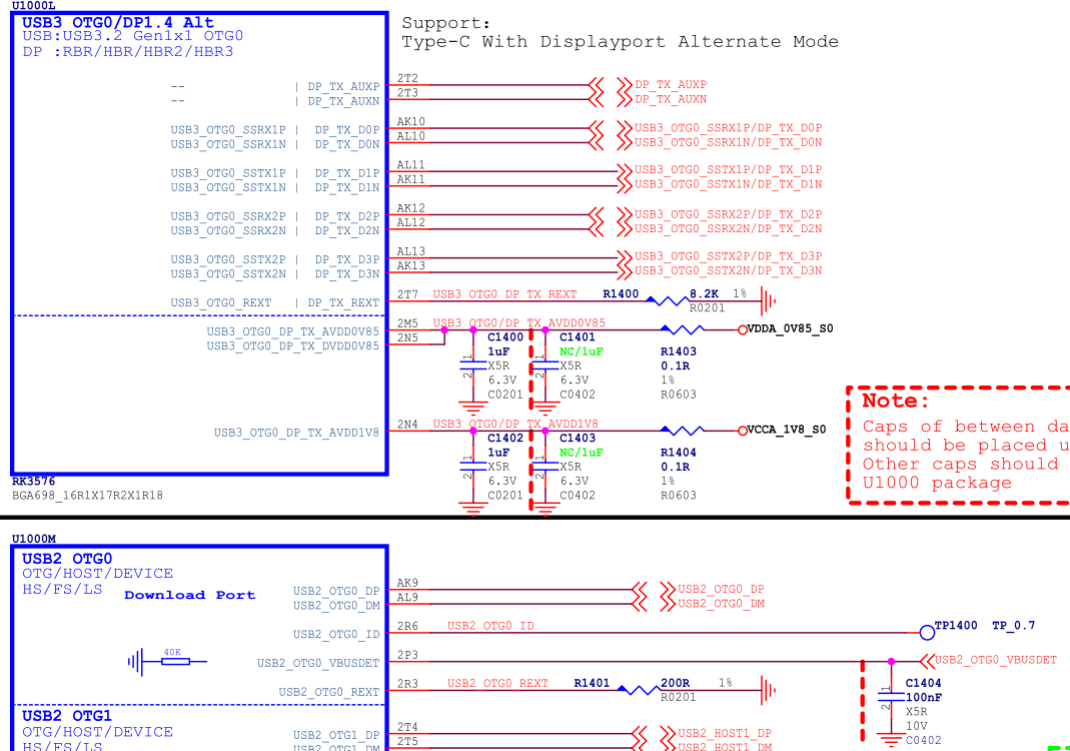 U1000L
USB3 OTG0/DP1.4 Alt
USB:USB3.2 Gen1x1 OTG0
DP :RBR/HBR/HBR2/HBR3
Support:
Type-C With Displayport Alternate Mode
-- | DP_TX_AUXP 2T2 DP_TX_AUXP
-- | DP_TX_AUXN 2T3 DP_TX_AUXN
USB3_OTG0_SSRX1P | DP_TX_D0P AK10 USB3_OTG0_SSRX1P/DP_TX_D0P
USB3_OTG0_SSRX1N | DP_TX_D0N AL10 USB3_OTG0_SSRX1N/DP_TX_D0N
USB3_OTG0_SSTX1P | DP_TX_D1P AL11 USB3_OTG0_SSTX1P/DP_TX_D1P
USB3_OTG0_SSTX1N | DP_TX_D1N AK11 USB3_OTG0_SSTX1N/DP_TX_D1N
USB3_OTG0_SSRX2P | DP_TX_D2P AK12 USB3_OTG0_SSRX2P/DP_TX_D2P
USB3_OTG0_SSRX2N | DP_TX_D2N AL12 USB3_OTG0_SSRX2N/DP_TX_D2N
USB3_OTG0_SSTX2P | DP_TX_D3P AL13 USB3_OTG0_SSTX2P/DP_TX_D3P
USB3_OTG0_SSTX2N | DP_TX_D3N AK13 USB3_OTG0_SSTX2N/DP_TX_D3N
USB3_OTG0_REXT | DP_TX_REXT 2T7 USB3_OTG0_DP_TX_REXT R1400 8.2K 1%
R0201
USB3_OTG0_DP_TX_AVDD0V85 2M5 USB3_OTG0/DP_TX_AVDD0V85 VDDA_0V85_S0
USB3_OTG0_DP_TX_DVDD0V85 2N5
C1400 C1401
1 1uF 1 NC/1uF R1403
X5R X5R 0.1R
2 6.3V 2 6.3V 1%
C0201 C0402 R0603
USB3_OTG0_DP_TX_AVDD1V8 2N4 USB3_OTG0/DP_TX_AVDD1V8 VCCA_1V8_S0
C1402 C1403
1 1uF 1 NC/1uF R1404
X5R X5R 0.1R
2 6.3V 2 6.3V 1%
C0201 C0402 R0603
Note:
Caps of between da
should be placed u
Other caps should
U1000 package
RK3576
BGA698_16R1X17R2X1R18
U1000M
USB2 OTG0
OTG/HOST/DEVICE
HS/FS/LS
Download Port
USB2_OTG0_DP AK9 USB2_OTG0_DP
USB2_OTG0_DM AL9 USB2_OTG0_DM
USB2_OTG0_ID 2R6 USB2_OTG0_ID TP1400 TP_0.7
40K
USB2_OTG0_VBUSDET 2P3 USB2_OTG0_VBUSDET
USB2_OTG0_REXT 2R3 USB2_OTG0_REXT R1401 200R 1%
R0201
C1404
1 100nF
2 X5R
10V
C0402
USB2 OTG1
OTG/HOST/DEVICE
HS/FS/LS
USB2_OTG1_DP 2T4 USB2_HOST1_DP
USB2_OTG1_DM 2T5 USB2_HOST1_DM